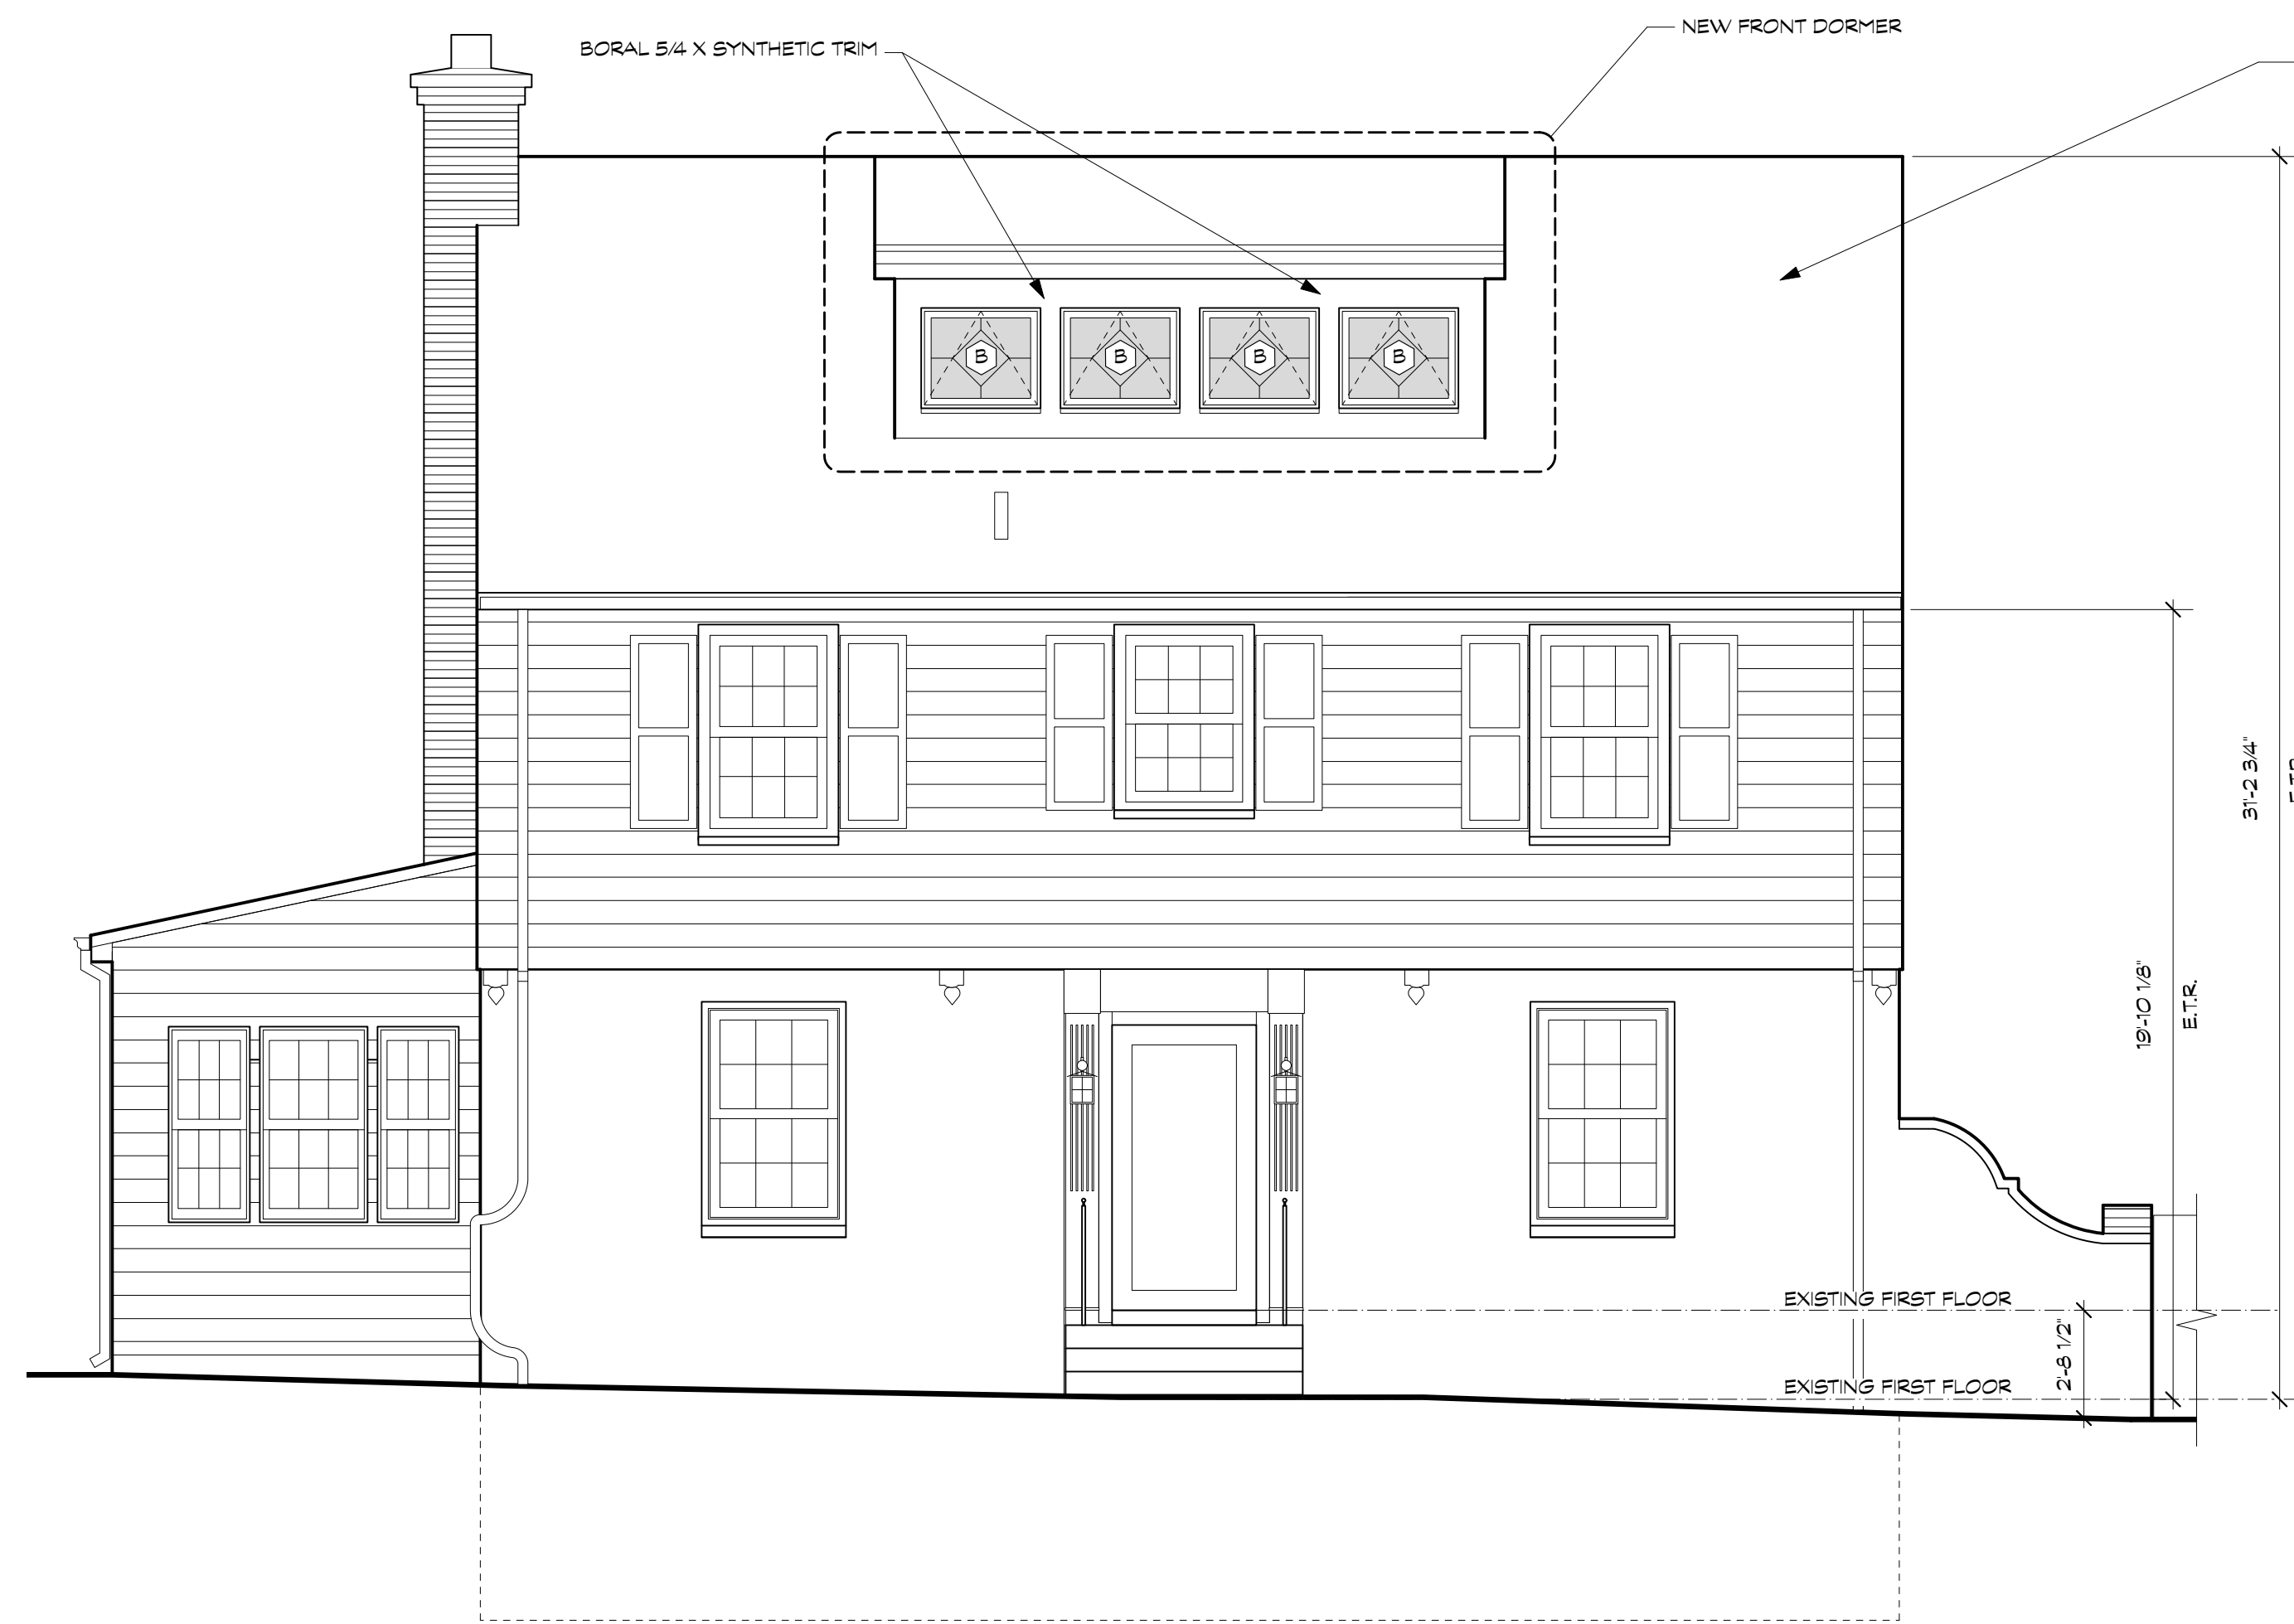 NEW FRONT DORMER
BORAL 5/4 X SYNTHETIC TRIM
B
B
B
B
31'-2 3/4"
19'-10 1/8"
E.T.R.
EXISTING FIRST FLOOR
2'-8 1/2"
EXISTING FIRST FLOOR